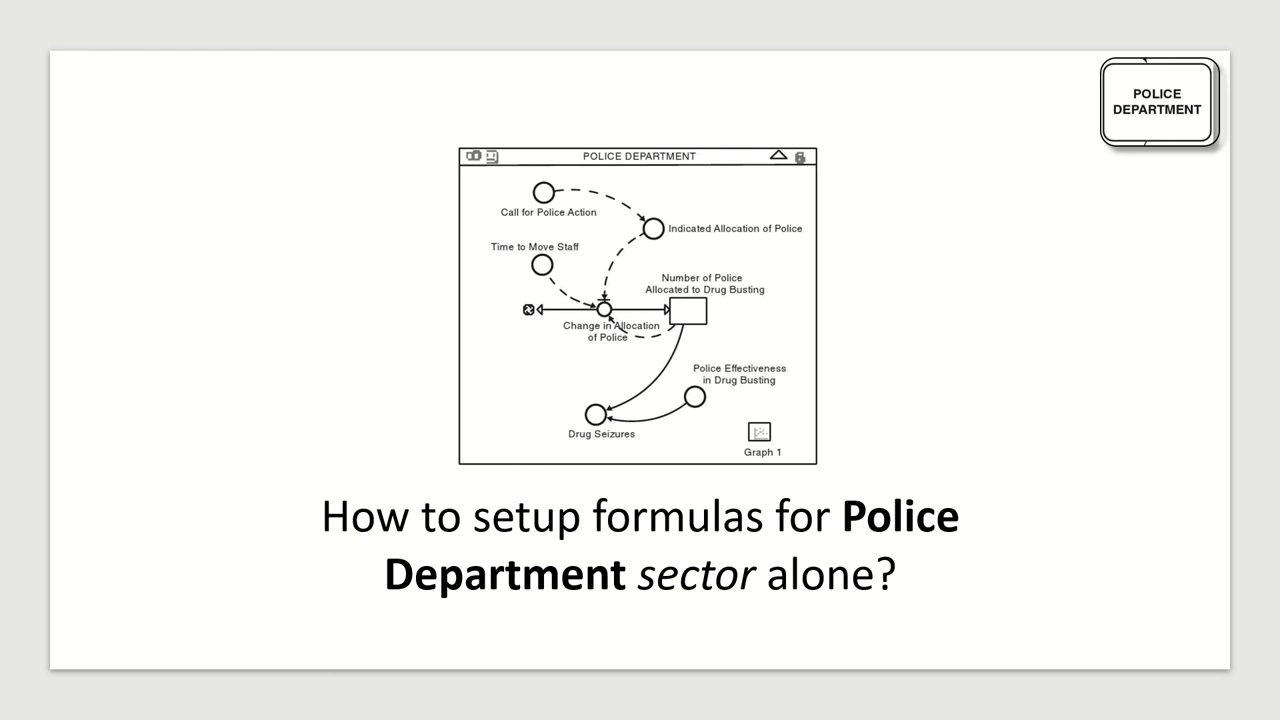 POLICE
DEPARTMENT
POLICE DEPARTMENT
Call for Police Action
Indicated Allocation of Police
Time to Move Staff
Number of Police
Allocated to Drug Busting
Change in Allocation
of Police
Police Effectiveness
in Drug Busting
Drug Seizures
Graph 1
How to setup formulas for Police
Department sector alone?